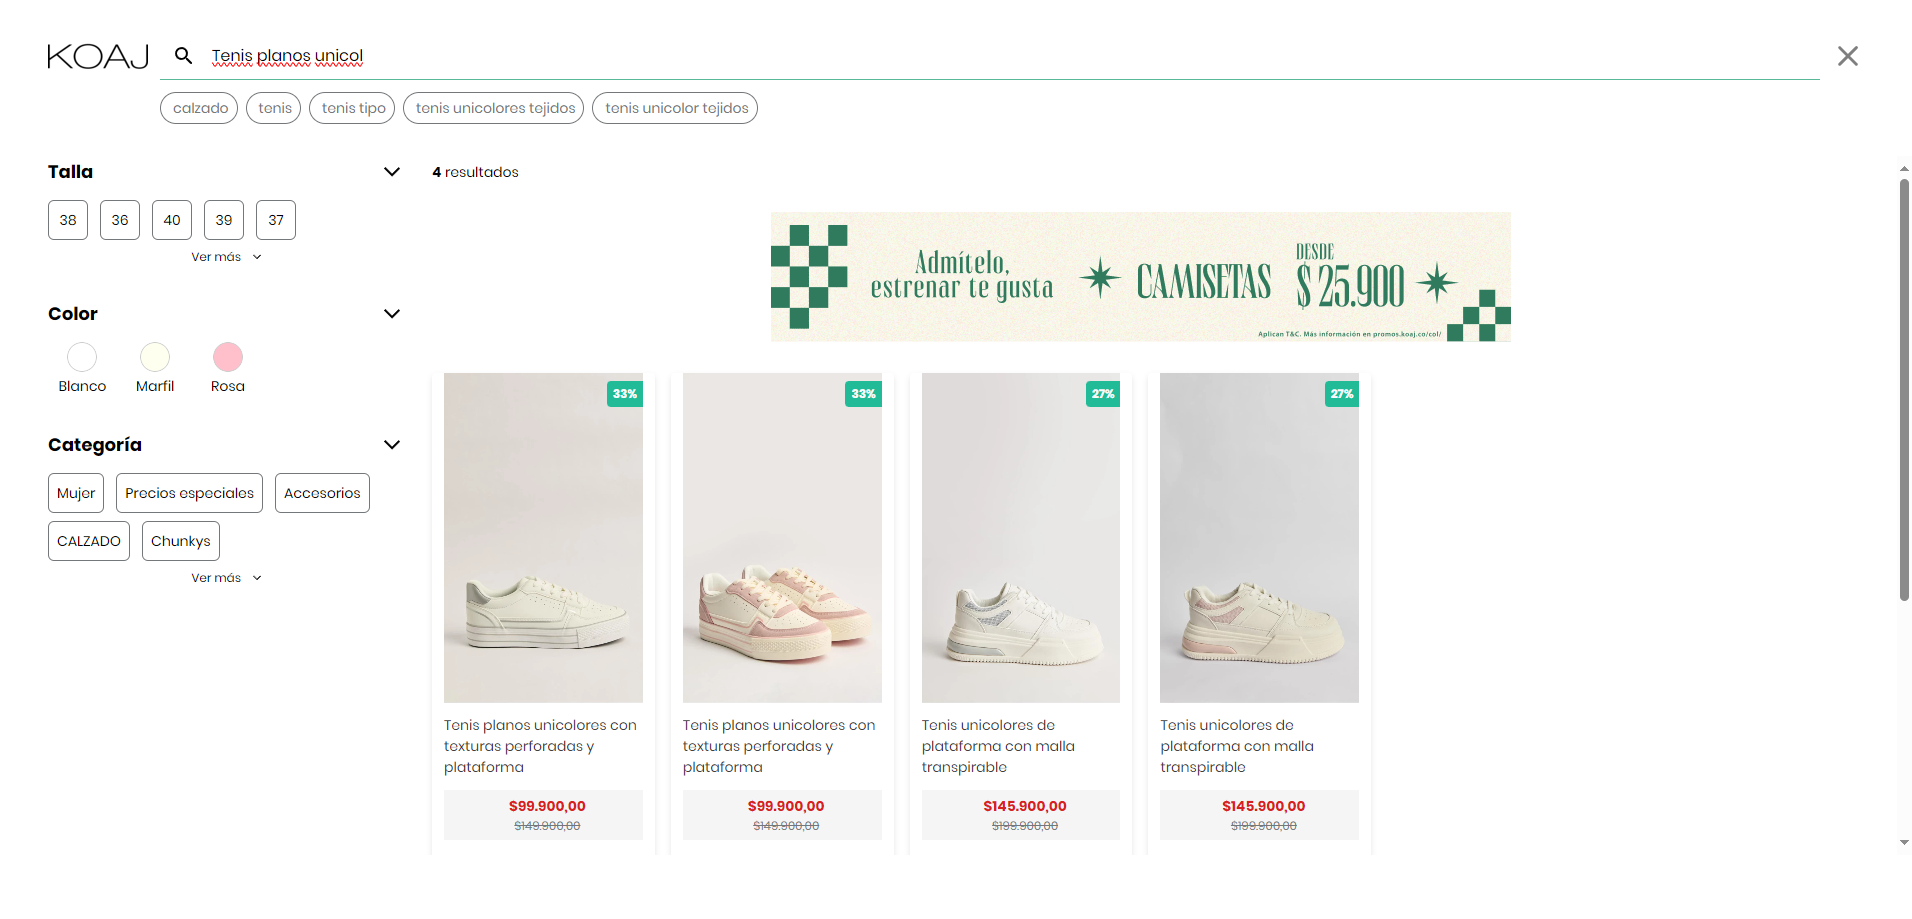 KOAJ
Tenis planos unicol
calzado
tenis
tenis tipo
tenis unicolores tejidos
tenis unicolor tejidos
Talla
38
36
40
39
37
Ver más
Color
Blanco
Marfil
Rosa
Categoría
Mujer
Precios especiales
Accesorios
CALZADO
Chunkys
Ver más
4 resultados
Admítelo,
estrenar te gusta
CAMISETAS
DESDE
$ 25.900
Aplican T&C. Más información en promos.koaj.co/col/
33%
Tenis planos unicolores con
texturas perforadas y
plataforma
$99.900,00
$149.900,00
33%
Tenis planos unicolores con
texturas perforadas y
plataforma
$99.900,00
$149.900,00
27%
Tenis unicolores de
plataforma con malla
transpirable
$145.900,00
$199.900,00
27%
Tenis unicolores de
plataforma con malla
transpirable
$145.900,00
$199.900,00